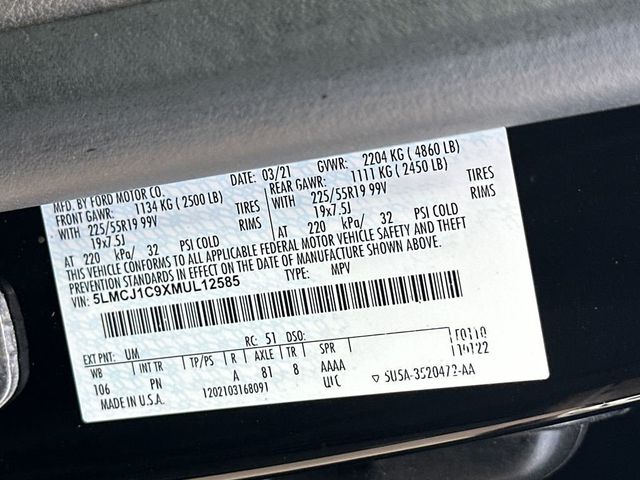 MFD. BY FORD MOTOR CO.
DATE: 03/21 GVWR: 2204 KG ( 4860 LB)
FRONT GAWR: 1134 KG ( 2500 LB) REAR GAWR: 1111 KG ( 2450 LB)
WITH 225/55R19 99V TIRES WITH 225/55R19 99V TIRES
19x7.5J RIMS 19x7.5J RIMS
AT 220 kPa/ 32 PSI COLD AT 220 kPa/ 32 PSI COLD
THIS VEHICLE CONFORMS TO ALL APPLICABLE FEDERAL MOTOR VEHICLE SAFETY AND THEFT
PREVENTION STANDARDS IN EFFECT ON THE DATE OF MANUFACTURE SHOWN ABOVE.
VIN: 5LMCJ1C9XMUL12585 TYPE: MPV
EXT PNT: UM RC: 51 DSO:
WB INT TR TP/PS R AXLE TR SPR
106 PN A 81 8 AAAA
MADE IN U.S.A. 1202103168091 UTC ▽ SUSA-3520472-AA